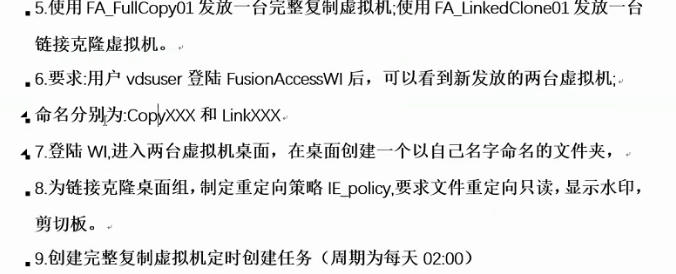 5.使用 FA_FullCopy01 发放一台完整复制虚拟机;使用 FA_LinkedClone01 发放一台
链接克隆虚拟机。
6.要求:用户 vdsuser 登陆 FusionAccessWI 后，可以看到新发放的两台虚拟机;
命名分别为:CopyXXX 和 LinkXXX
7.登陆 WI,进入两台虚拟机桌面，在桌面创建一个以自己名字命名的文件夹，
8.为链接克隆桌面组，制定重定向策略 IE_policy,要求文件重定向只读，显示水印，
剪切板。
9.创建完整复制虚拟机定时创建任务（周期为每天 02:00）